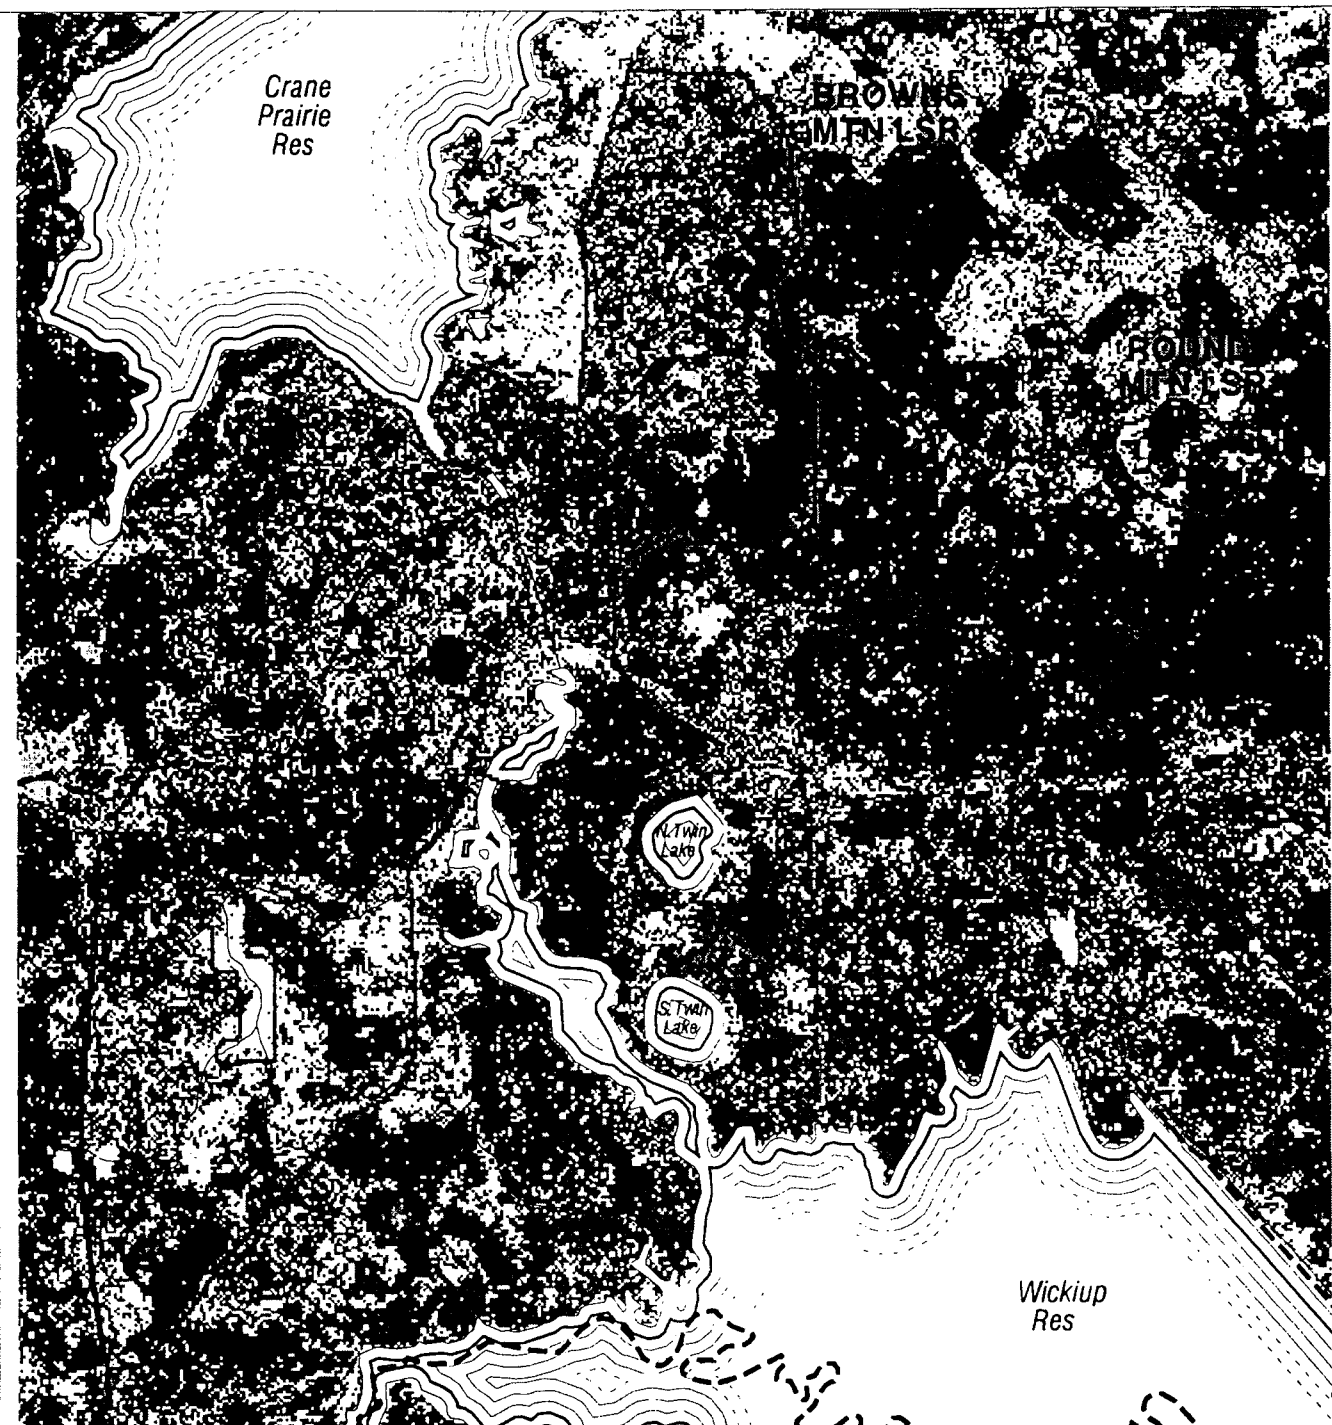 Crane
Prairie
Res
BROWNS
MTN LSR
ROUND
MTN LSR
N. Twin
Lake
S. Twin
Lake
Wickiup
Res